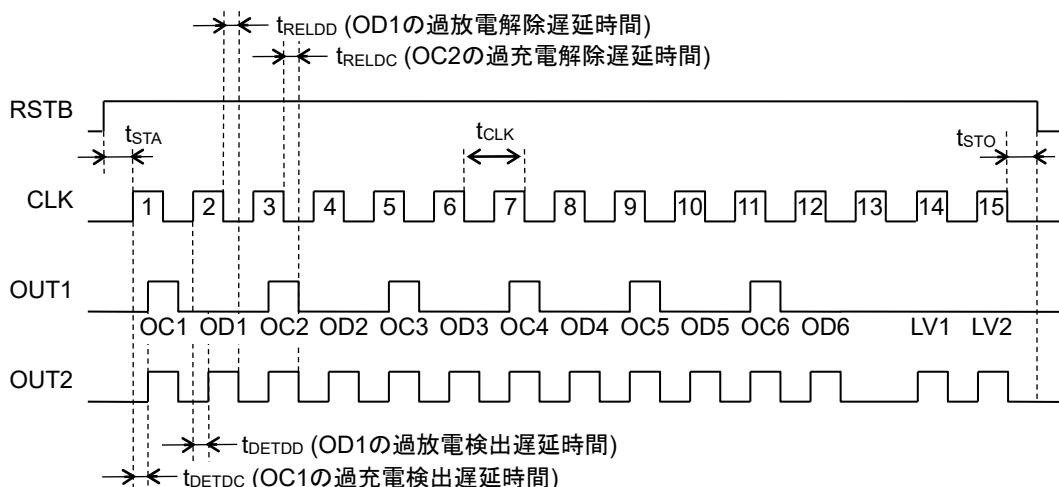 tRELDD (OD1の過放電解除遅延時間)
tRELDC (OC2の過充電解除遅延時間)
RSTB
tSTA
tCLK
tSTO
CLK
1 2 3 4 5 6 7 8 9 10 11 12 13 14 15
OUT1
OC1 OD1 OC2 OD2 OC3 OD3 OC4 OD4 OC5 OD5 OC6 OD6 LV1 LV2
OUT2
tDETDD (OD1の過放電検出遅延時間)
tDETDC (OC1の過充電検出遅延時間)